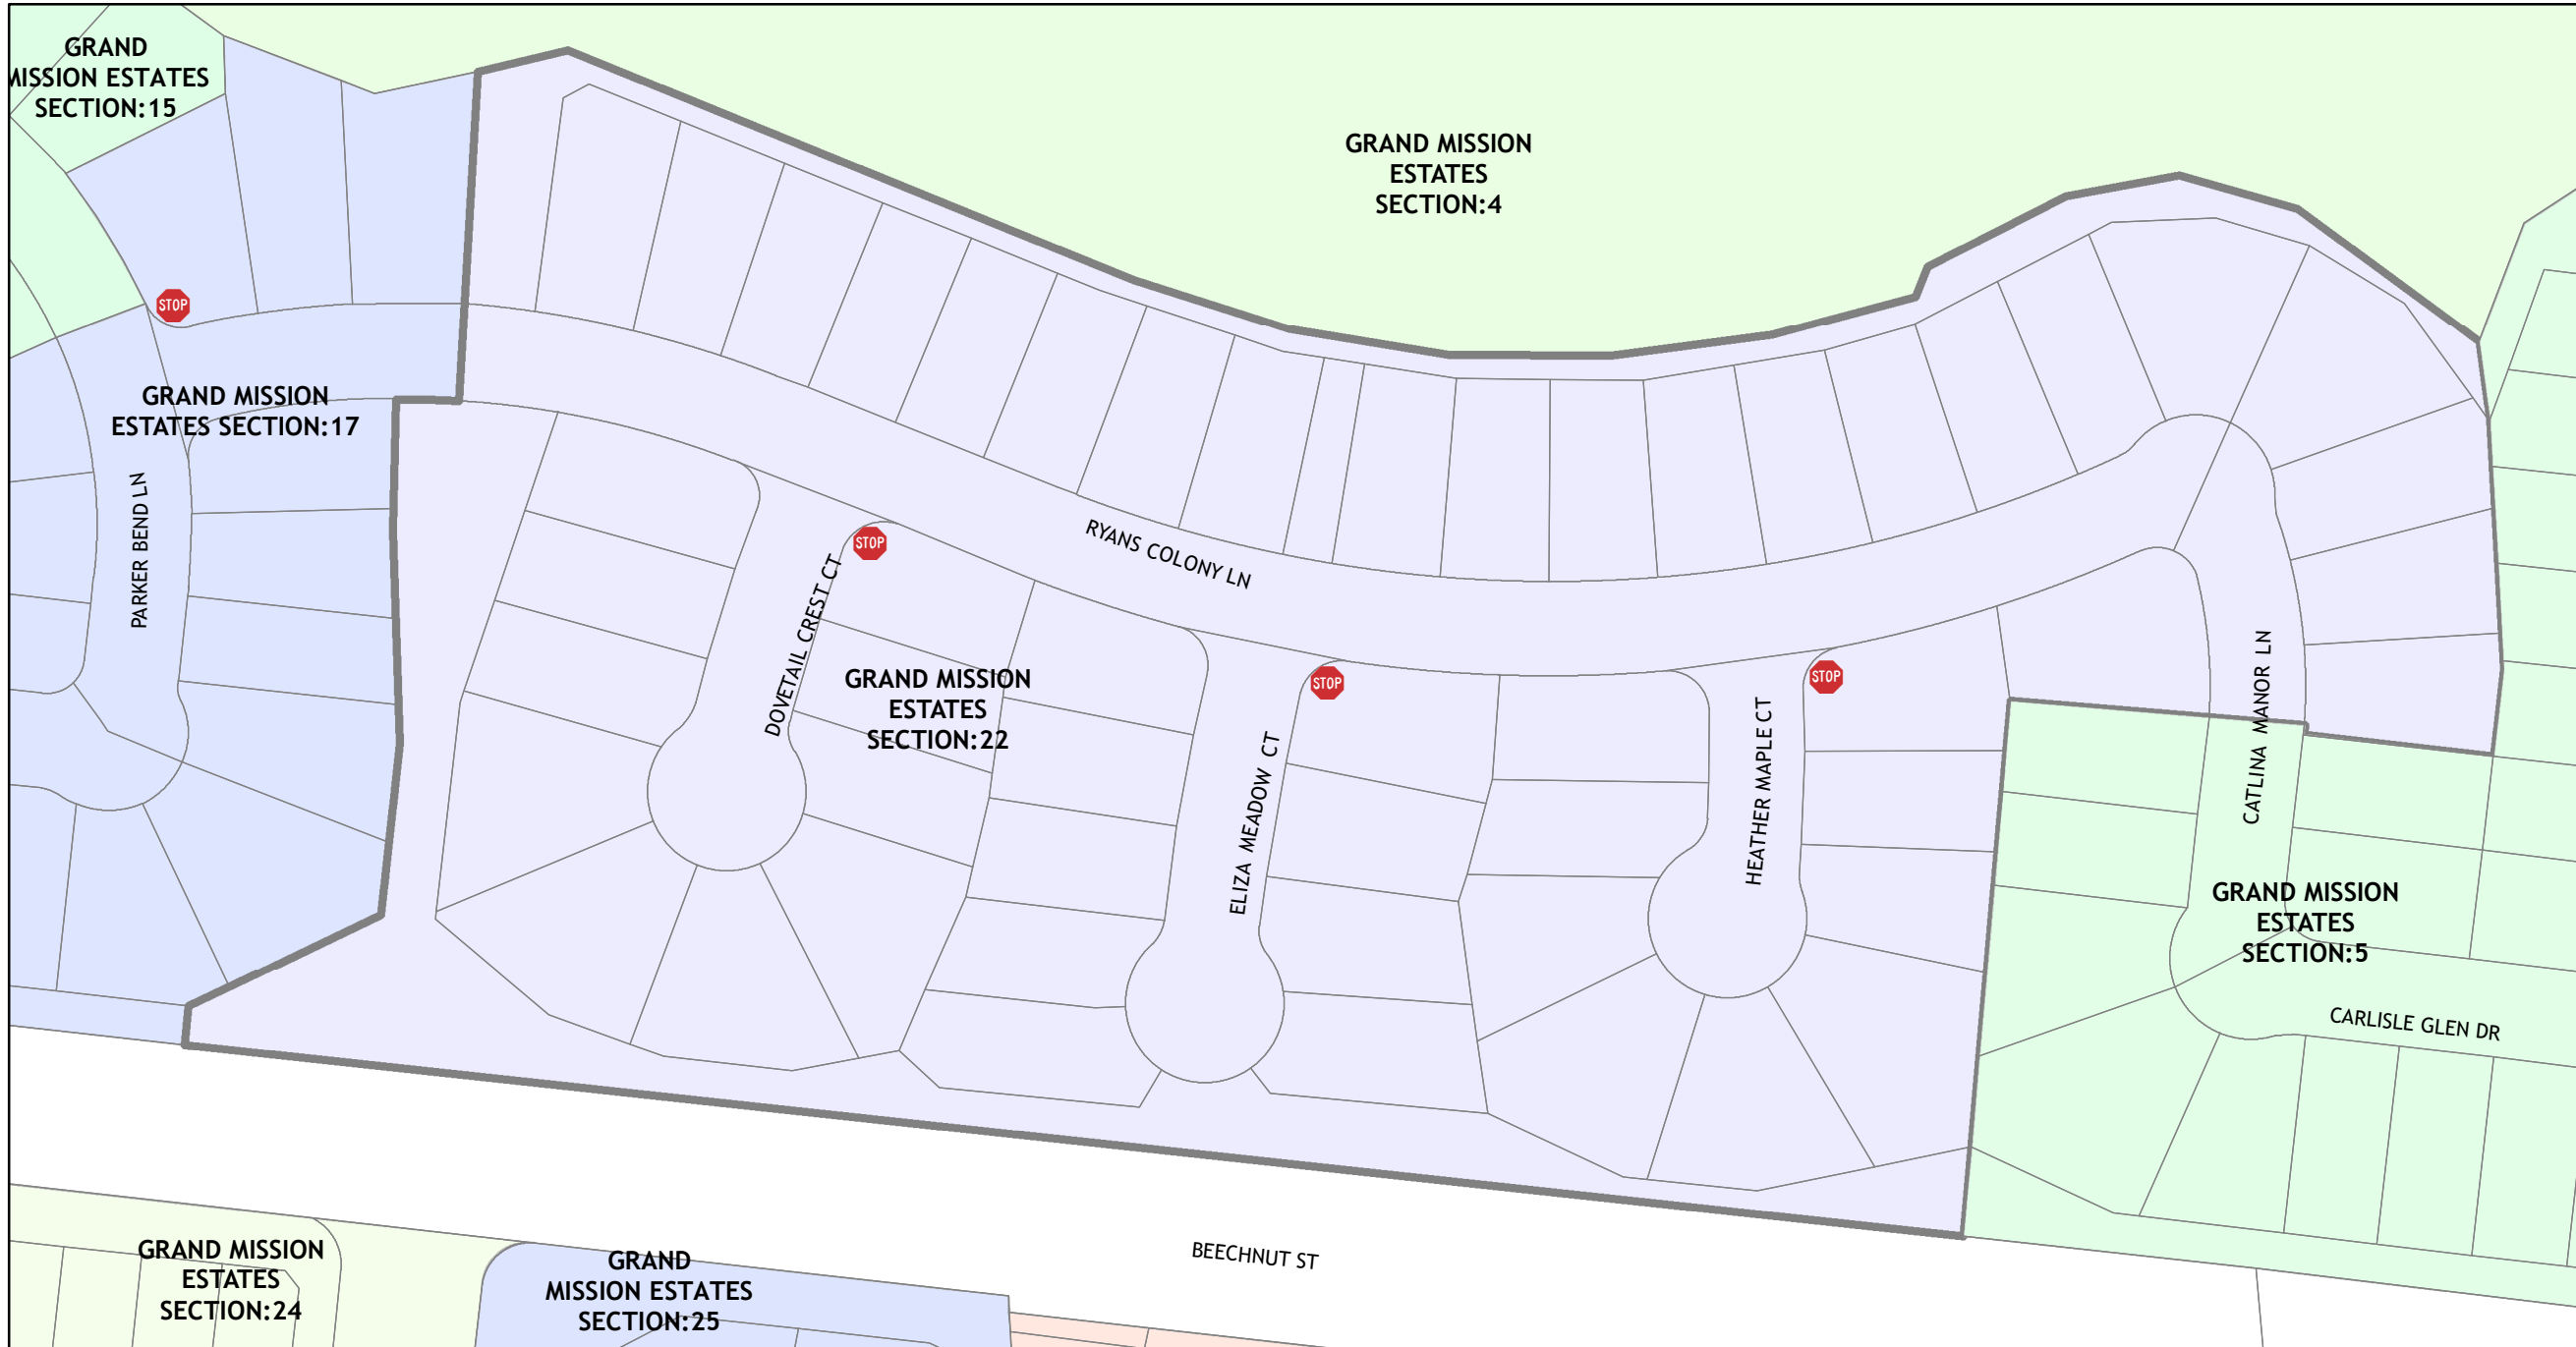 GRAND
MISSION ESTATES
SECTION:15
GRAND MISSION
ESTATES
SECTION:4
STOP
GRAND MISSION
ESTATES SECTION:17
PARKER BEND LN
RYANS COLONY LN
STOP
DOVETAIL CREST CT
GRAND MISSION
ESTATES
SECTION:22
STOP
ELIZA MEADOW CT
STOP
HEATHER MAPLE CT
CATLINA MANOR LN
GRAND MISSION
ESTATES
SECTION:5
CARLISLE GLEN DR
BEECHNUT ST
GRAND MISSION
ESTATES
SECTION:24
GRAND
MISSION ESTATES
SECTION:25